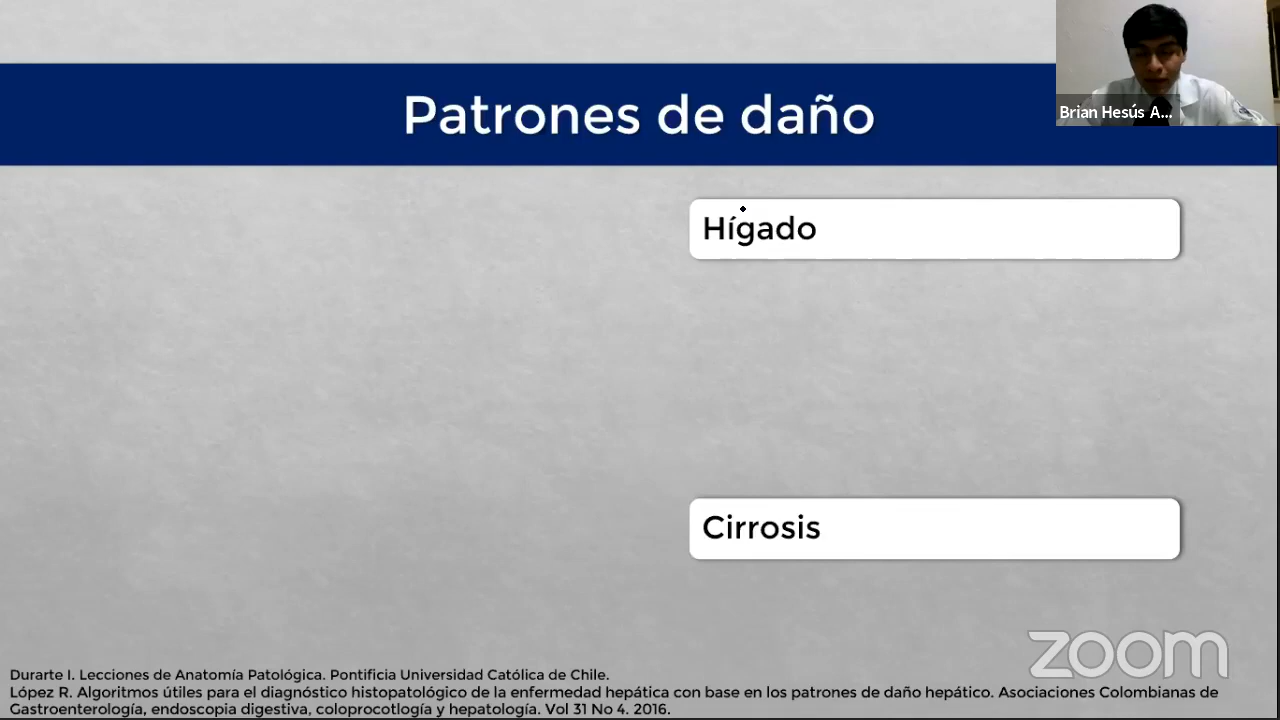 Patrones de daño
Brian Hesús A...
Hígado
Cirrosis
zoom
Durarte I. Lecciones de Anatomía Patológica. Pontificia Universidad Católica de Chile.
López R. Algoritmos útiles para el diagnóstico histopatológico de la enfermedad hepática con base en los patrones de daño hepático. Asociaciones Colombianas de
Gastroenterología, endoscopia digestiva, coloprocotlogía y hepatología. Vol 31 No 4. 2016.